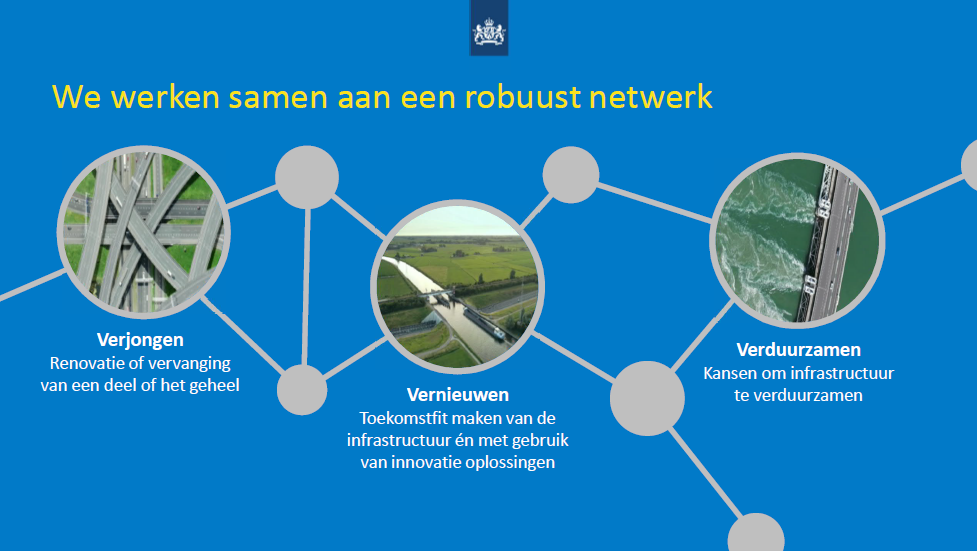 We werken samen aan een robuust netwerk
Verjongen
Renovatie of vervanging
van een deel of het geheel
Vernieuwen
Toekomstfit maken van de
infrastructuur én met gebruik
van innovatie oplossingen
Verduurzamen
Kansen om infrastructuur
te verduurzamen